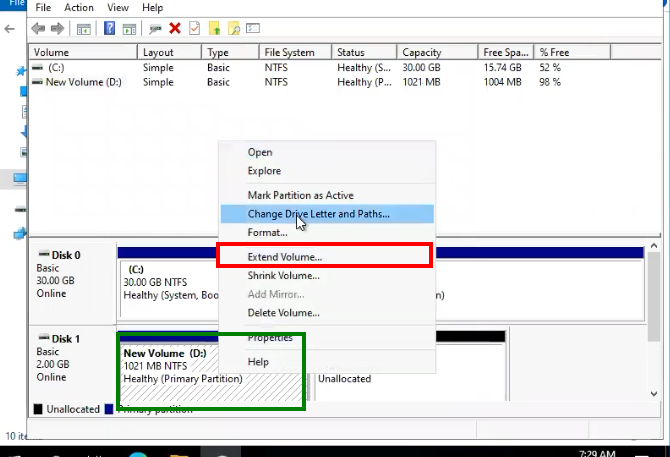 File
File Action View Help
Volume Layout Type File System Status Capacity Free Spa... % Free
(C:) Simple Basic NTFS Healthy (S... 30.00 GB 15.74 GB 52 %
New Volume (D:) Simple Basic NTFS Healthy (P... 1021 MB 1004 MB 98 %
Open
Explore
Mark Partition as Active
Change Drive Letter and Paths...
Format...
Extend Volume...
Shrink Volume...
Add Mirror...
Delete Volume...
Properties
Help
Disk 0
Basic
30.00 GB
Online
(C:)
30.00 GB NTFS
Healthy (System, Boo
n)
Disk 1
Basic
2.00 GB
Online
New Volume (D:)
1021 MB NTFS
Healthy (Primary Partition)
Unallocated
Unallocated Primary partition
10 ite
7:29 AM